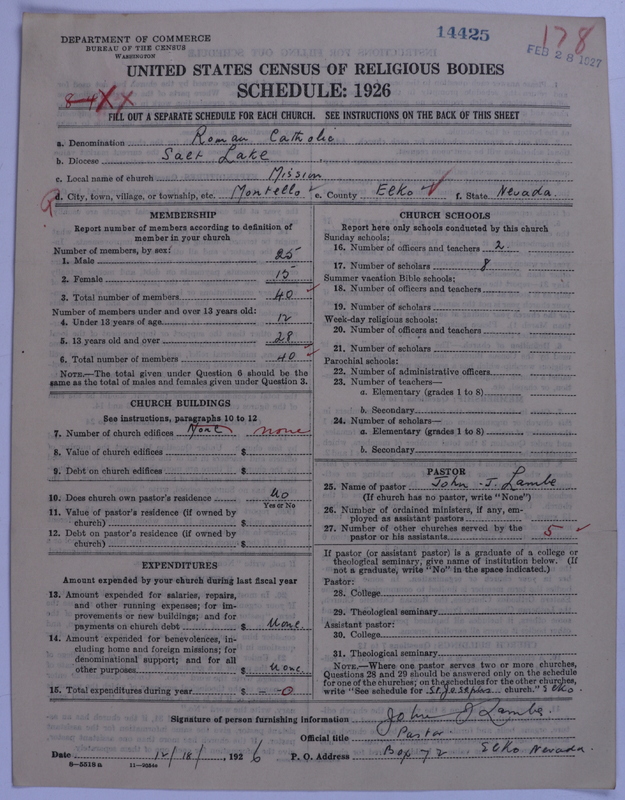 DEPARTMENT OF COMMERCE
BUREAU OF THE CENSUS
WASHINGTON
14425
178
FEB 28 1927
UNITED STATES CENSUS OF RELIGIOUS BODIES
SCHEDULE: 1926
8-4XX
FILL OUT A SEPARATE SCHEDULE FOR EACH CHURCH. SEE INSTRUCTIONS ON THE BACK OF THIS SHEET
a. Denomination Roman Catholic
b. Diocese Salt Lake
c. Local name of church Mission
d. City, town, village, or township, etc. Montello e. County Elko f. State Nevada.
MEMBERSHIP
Report number of members according to definition of
member in your church
Number of members, by sex:
1. Male 25
2. Female 15
3. Total number of members 40
Number of members under and over 13 years old:
4. Under 13 years of age 12
5. 13 years old and over 28
6. Total number of members 40
NOTE.—The total given under Question 6 should be the
same as the total of males and females given under Question 3.
CHURCH BUILDINGS
See instructions, paragraphs 10 to 12
7. Number of church edifices None none
8. Value of church edifices $
9. Debt on church edifices $
10. Does church own pastor's residence No
Yes or No
11. Value of pastor's residence (if owned by
church) $
12. Debt on pastor's residence (if owned by
church) $
EXPENDITURES
Amount expended by your church during last fiscal year
13. Amount expended for salaries, repairs,
and other running expenses; for im-
provements or new buildings; and for
payments on church debt $ None
14. Amount expended for benevolences, in-
cluding home and foreign missions; for
denominational support; and for all
other purposes $ None
15. Total expenditures during year $ – –0
CHURCH SCHOOLS
Report here only schools conducted by this church
Sunday schools:
16. Number of officers and teachers 2.
17. Number of scholars 8
Summer vacation Bible schools:
18. Number of officers and teachers
19. Number of scholars
Week-day religious schools:
20. Number of officers and teachers
21. Number of scholars
Parochial schools:
22. Number of administrative officers
23. Number of teachers—
a. Elementary (grades 1 to 8)
b. Secondary
24. Number of scholars—
a. Elementary (grades 1 to 8)
b. Secondary
PASTOR
25. Name of pastor John J. Lambe
(If church has no pastor, write "None")
26. Number of ordained ministers, if any, em-
ployed as assistant pastors
27. Number of other churches served by the
pastor or his assistants 5
If pastor (or assistant pastor) is a graduate of a college or
theological seminary, give name of institution below. (If
not a graduate, write "No" in the space indicated.)
Pastor:
28. College
29. Theological seminary
Assistant pastor:
30. College
31. Theological seminary
NOTE.—Where one pastor serves two or more churches,
Questions 28 and 29 should be answered only on the schedule
for one of the churches; on the schedules for the other churches,
write "See schedule for St. Josephs church." Elko.
Signature of person furnishing information John J Lambe
Official title Pastor
Date 12/18/, 1926 P. O. Address Box 72 Elko Nevada.
8-5518a 11-9934